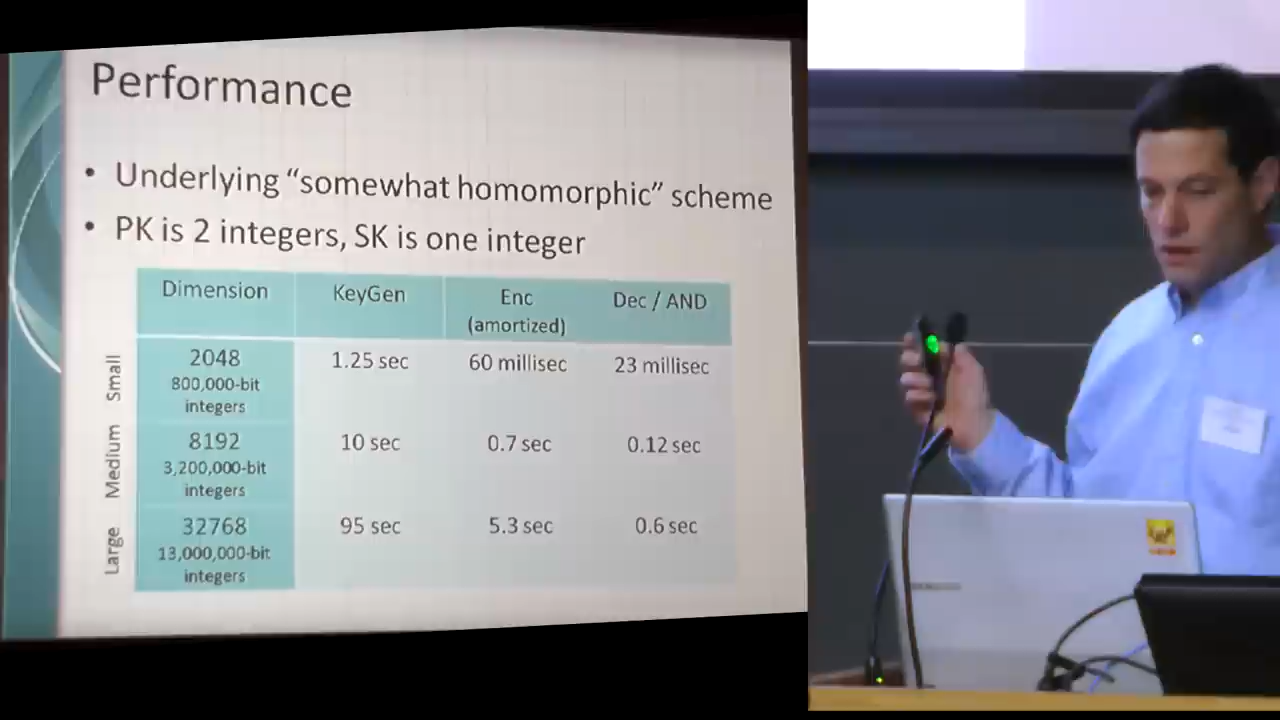 Performance
• Underlying “somewhat homomorphic” scheme
• PK is 2 integers, SK is one integer
Dimension KeyGen Enc (amortized) Dec / AND
Small
2048 800,000-bit integers 1.25 sec 60 millisec 23 millisec
Medium
8192 3,200,000-bit integers 10 sec 0.7 sec 0.12 sec
Large
32768 13,000,000-bit integers 95 sec 5.3 sec 0.6 sec